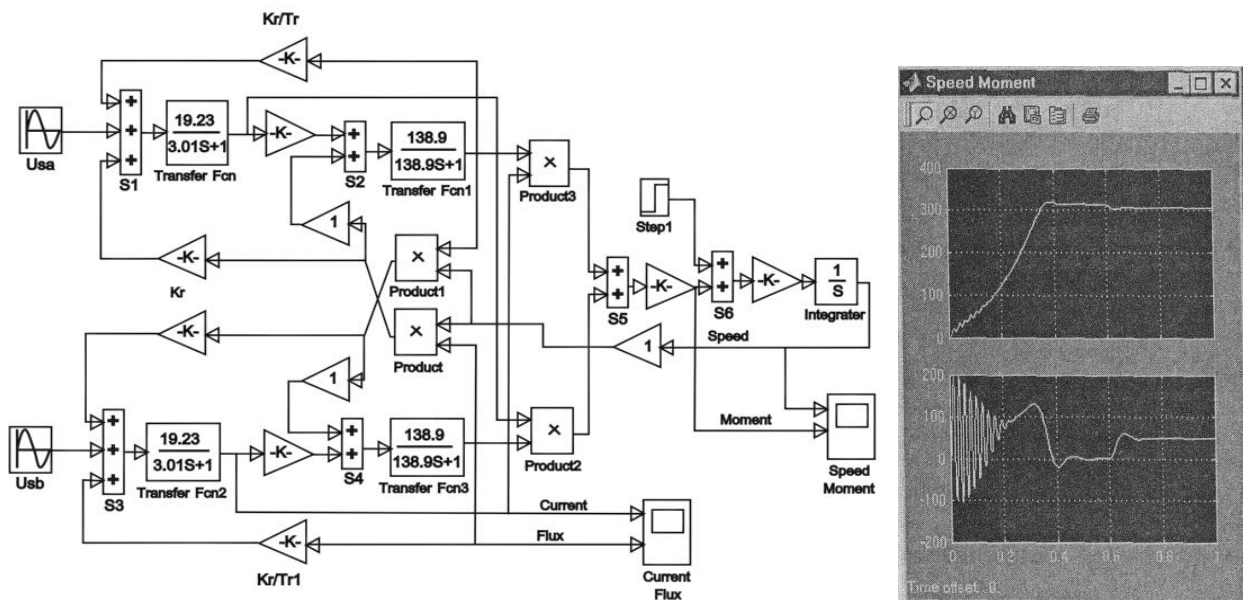 Kr/Tr
-K-
Usa
+
+
+
S1
19.23
3.01S+1
Transfer Fcn
-K-
+
+
S2
138.9
138.9S+1
Transfer Fcn1
×
Product3
1
-K-
Kr
×
Product1
×
Product
-K-
1
Step1
+
+
S5
-K-
+
+
S6
-K-
1
S
Integrater
1
Speed
Usb
+
+
+
S3
19.23
3.01S+1
Transfer Fcn2
-K-
+
+
S4
138.9
138.9S+1
Transfer Fcn3
×
Product2
Moment
Speed
Moment
Current
Flux
Current
Flux
-K-
Kr/Tr1
Speed Moment
400
300
200
100
0
200
100
0
-100
-200
0
0.2
0.4
0.6
0.8
1
Time offset: 0